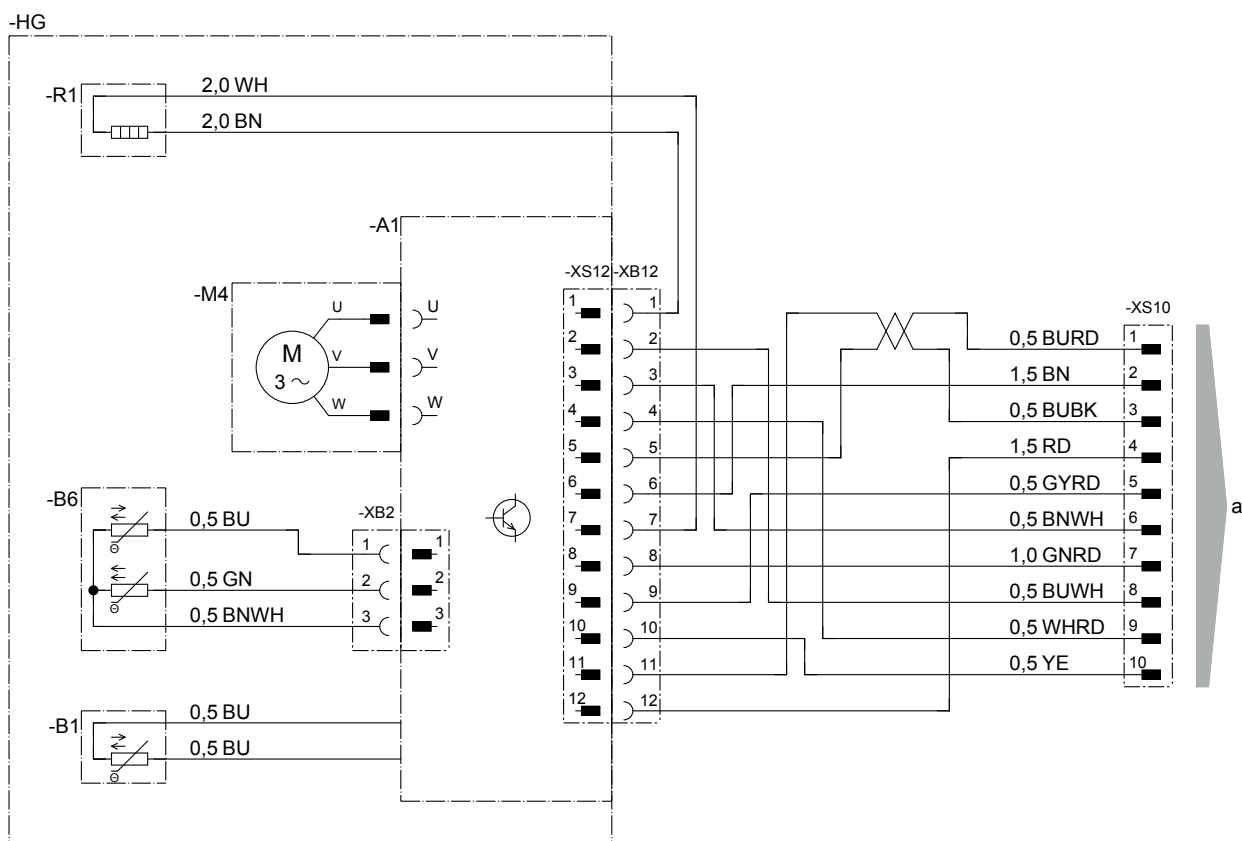 -HG
-R1
2,0 WH
2,0 BN
-A1
-M4
M
3 ~
U
V
W
U
V
W
-XS12
-XB12
1
2
3
4
5
6
7
8
9
10
11
12
1
2
3
4
5
6
7
8
9
10
11
12
-XS10
0,5 BURD
1
1,5 BN
2
0,5 BUBK
3
1,5 RD
4
0,5 GYRD
5
0,5 BNWH
6
1,0 GNRD
7
0,5 BUWH
8
0,5 WHRD
9
0,5 YE
10
a
-B6
Θ
Θ
0,5 BU
0,5 GN
0,5 BNWH
-XB2
1
2
3
1
2
3
-B1
Θ
0,5 BU
0,5 BU